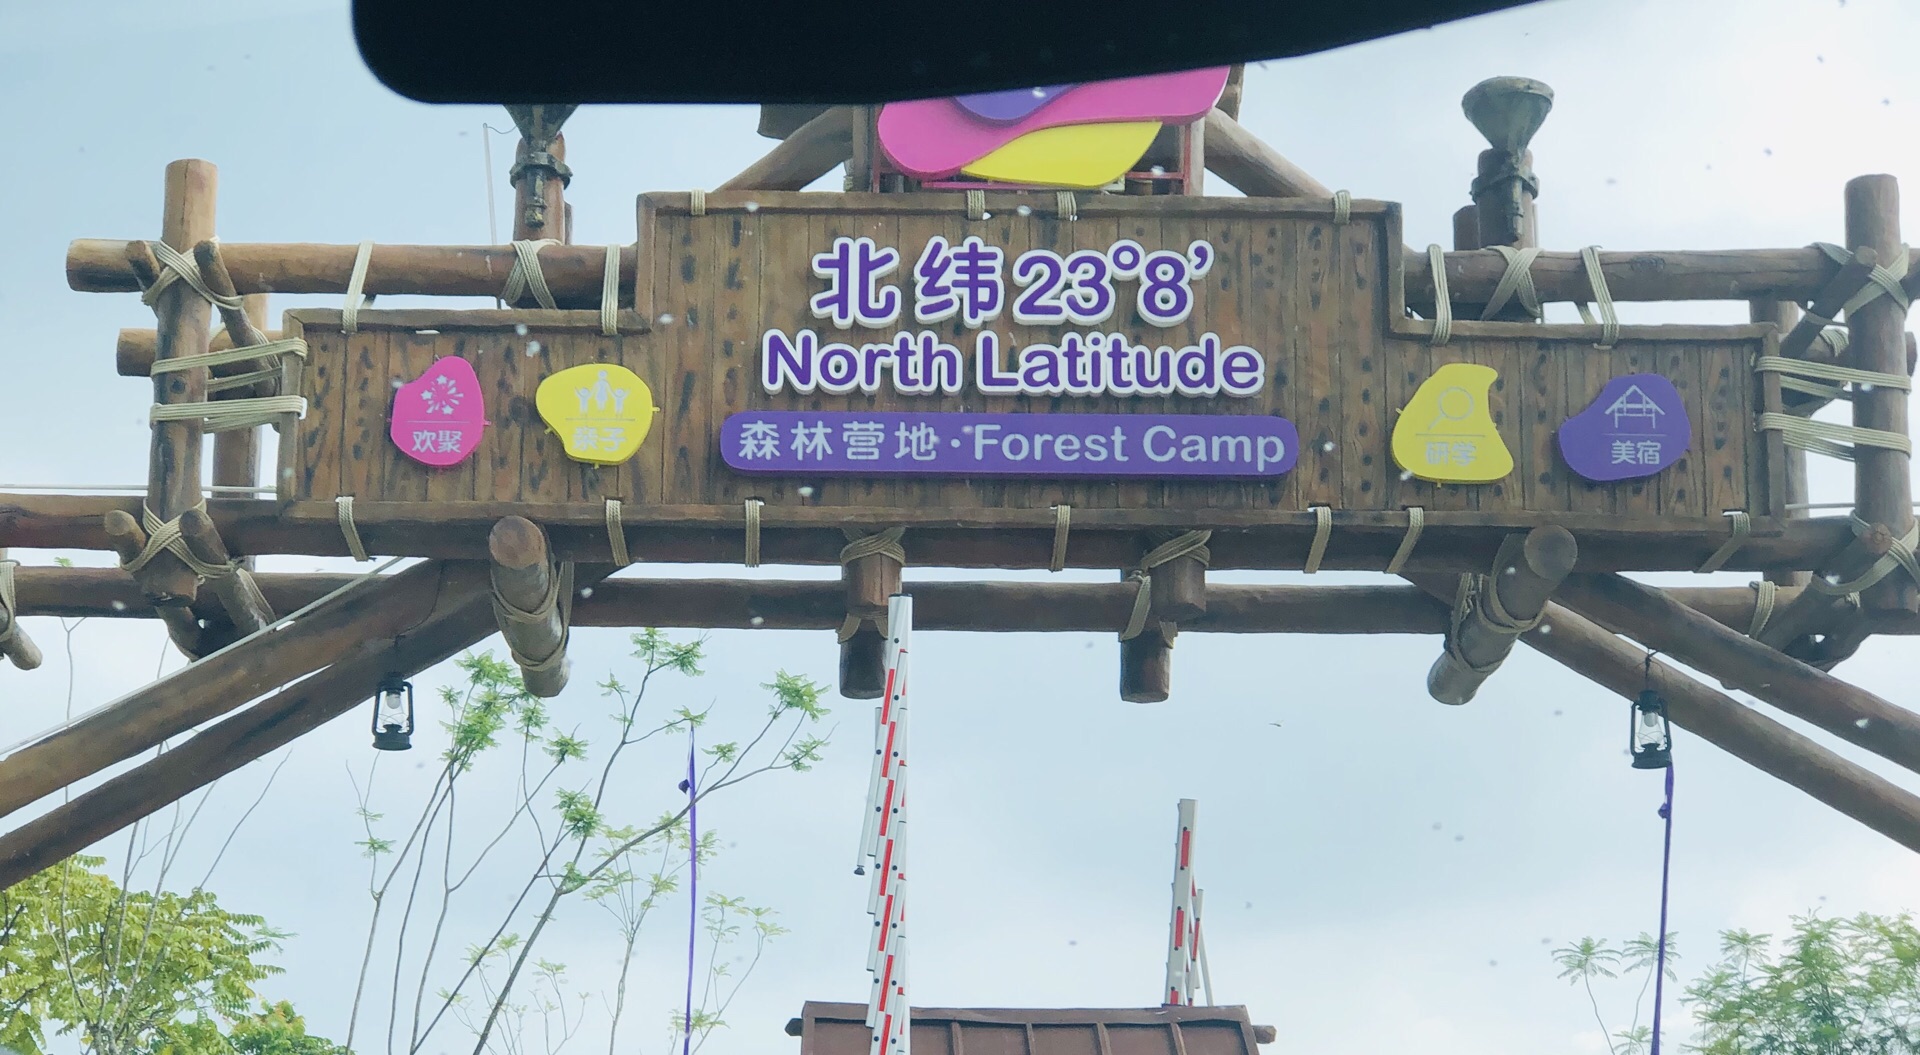 北纬23°8’
North Latitude
森林营地·Forest Camp
欢聚
亲子
研学
美宿